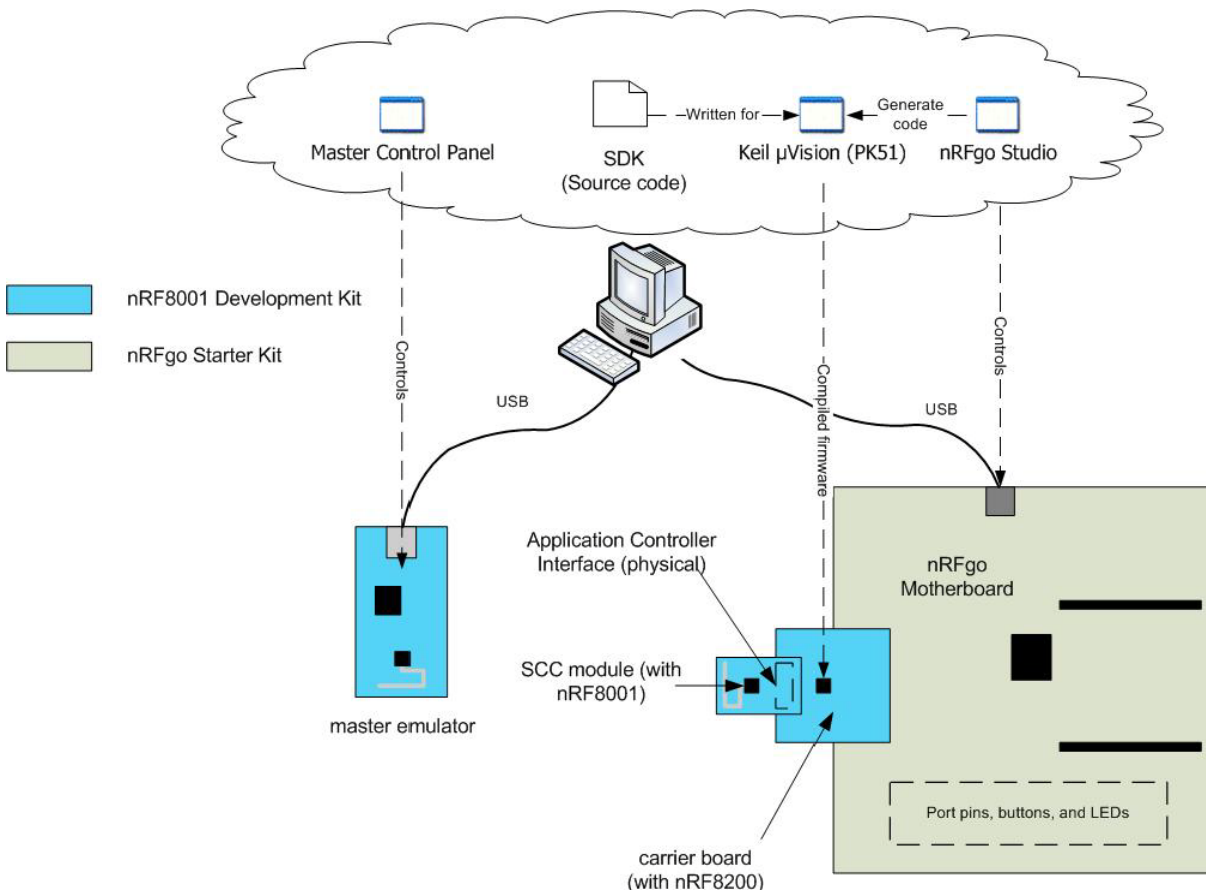 Written for
Generate
code
Master Control Panel
SDK
(Source code)
Keil µVision (PK51)
nRFgo Studio
nRF8001 Development Kit
nRFgo Starter Kit
Controls
USB
Compiled firmware
Controls
USB
Application Controller
Interface (physical)
nRFgo
Motherboard
SCC module (with
nRF8001)
master emulator
Port pins, buttons, and LEDs
carrier board
(with nRF8200)